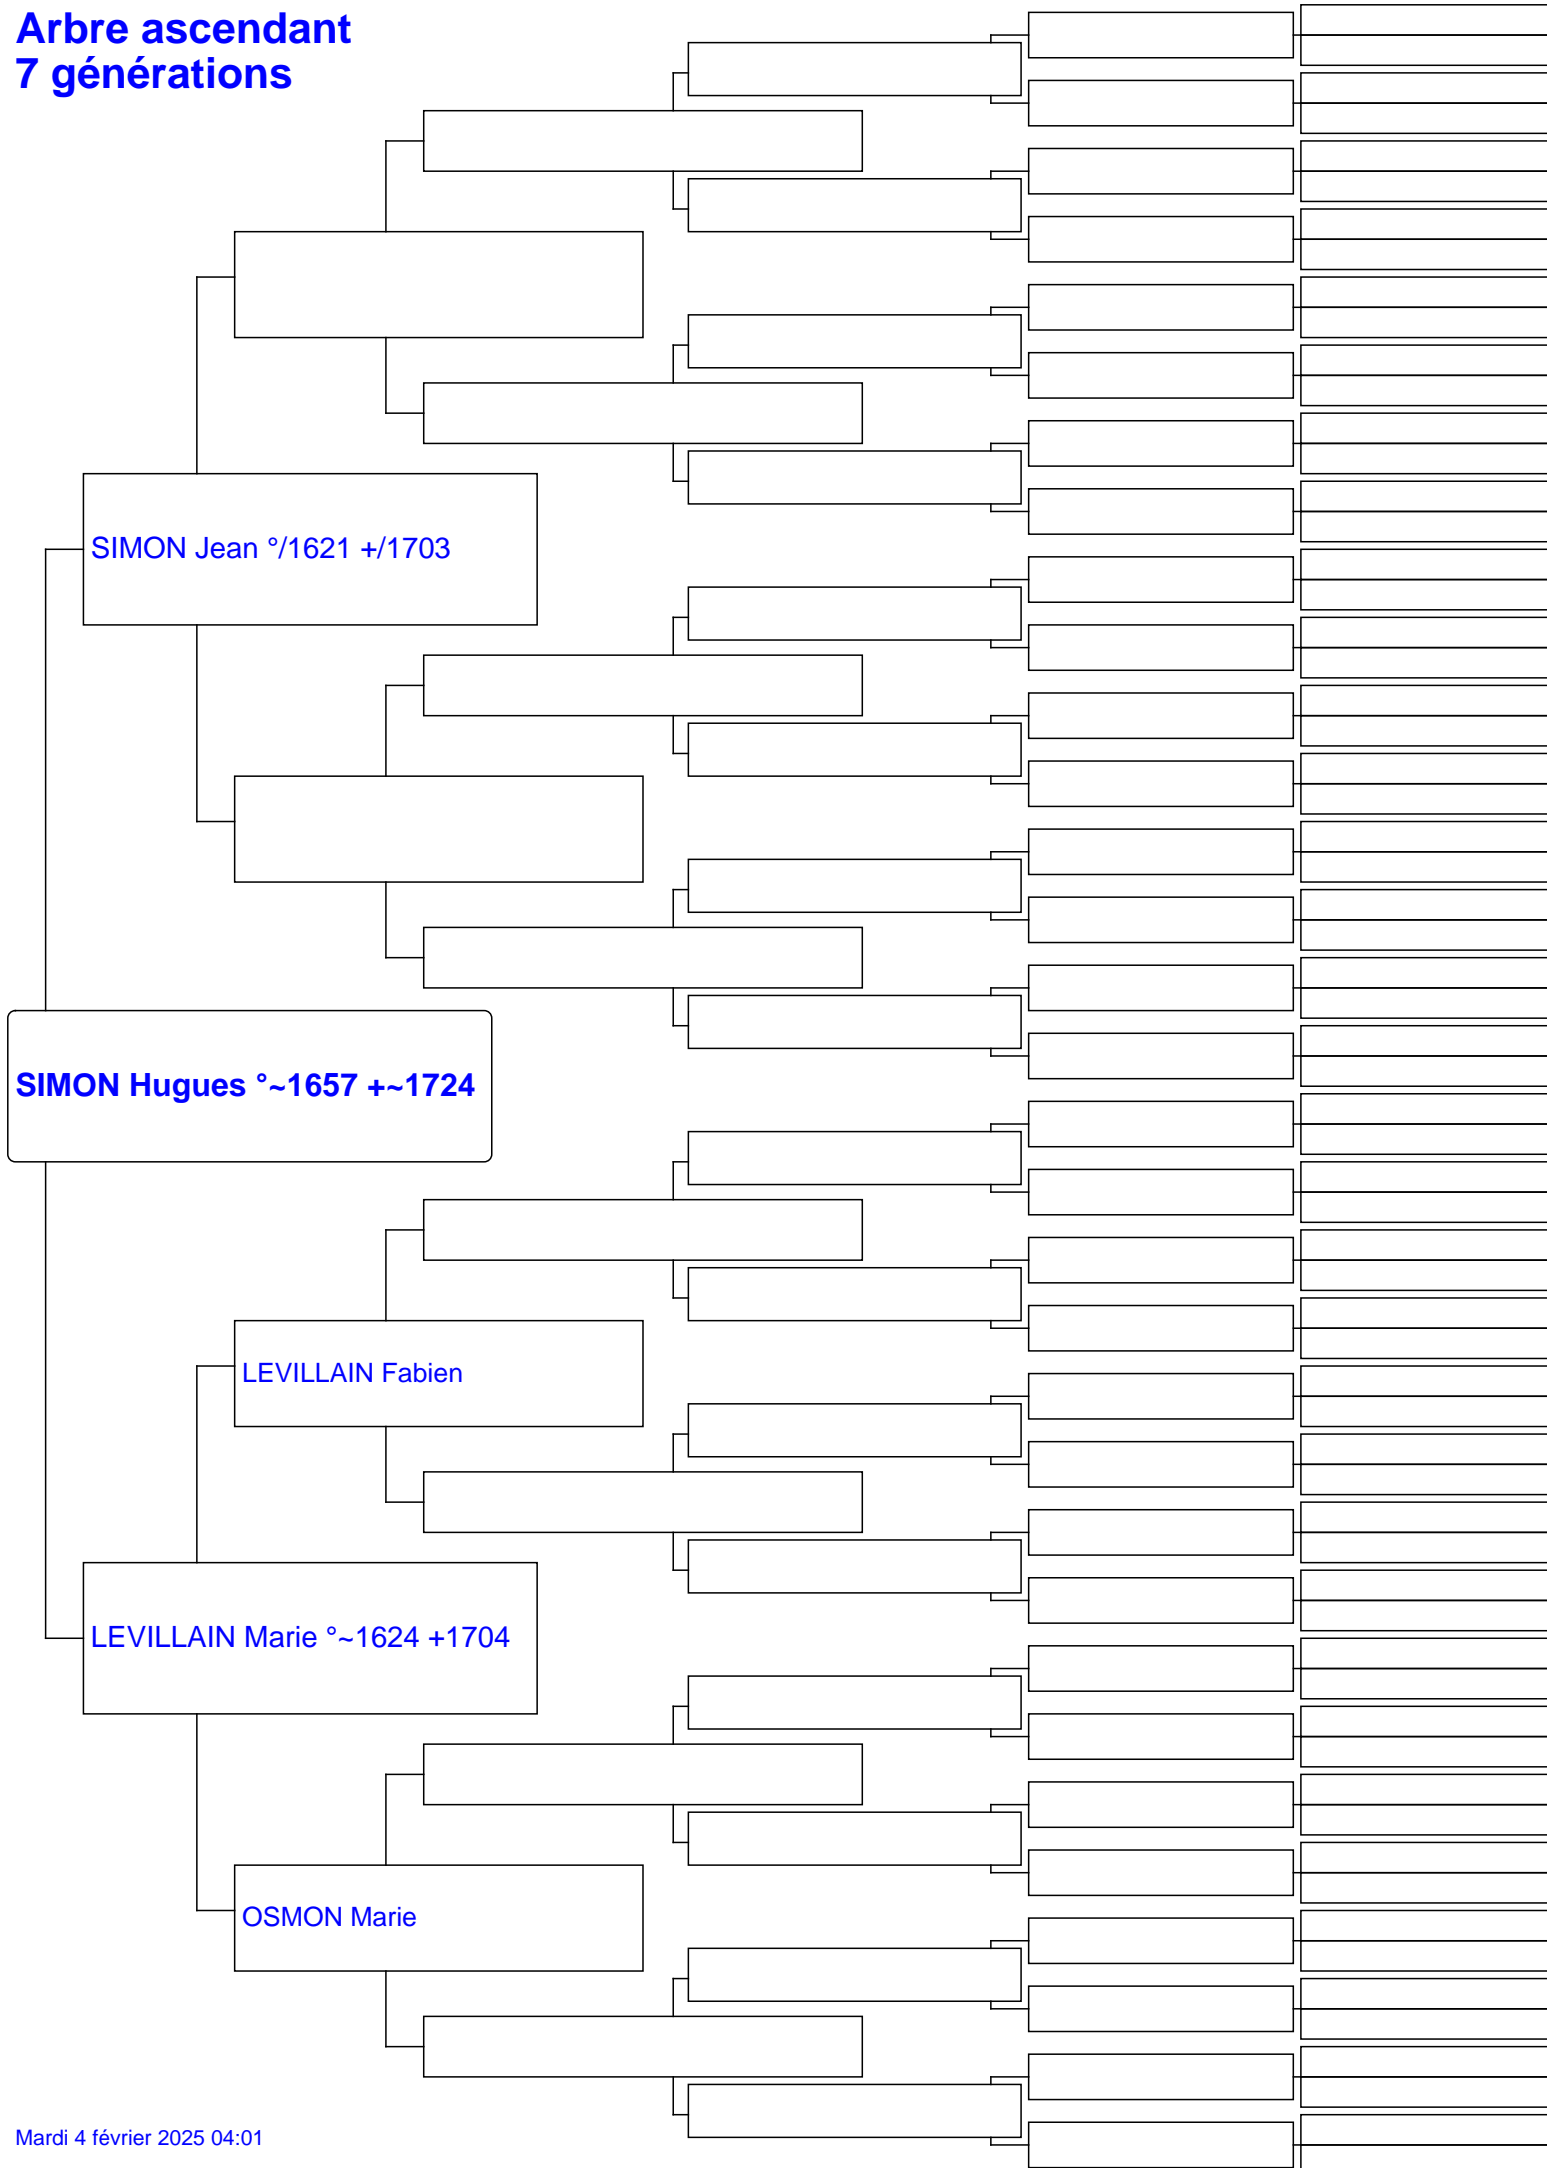 Arbre ascendant
7 générations
SIMON Jean °/1621 +/1703
SIMON Hugues °~1657 +~1724
LEVILLAIN Fabien
LEVILLAIN Marie °~1624 +1704
OSMON Marie
Mardi 4 février 2025 04:01